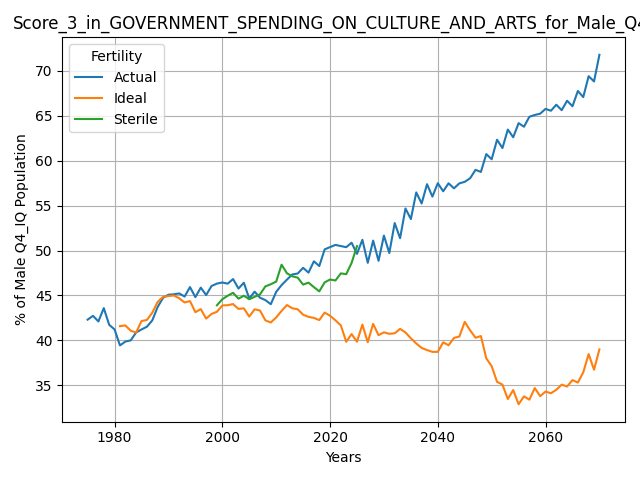 Score_3_in_GOVERNMENT_SPENDING_ON_CULTURE_AND_ARTS_for_Male_Q4
Fertility
Actual
Ideal
Sterile
% of Male Q4_IQ Population
70
65
60
55
50
45
40
35
1980
2000
2020
2040
2060
Years